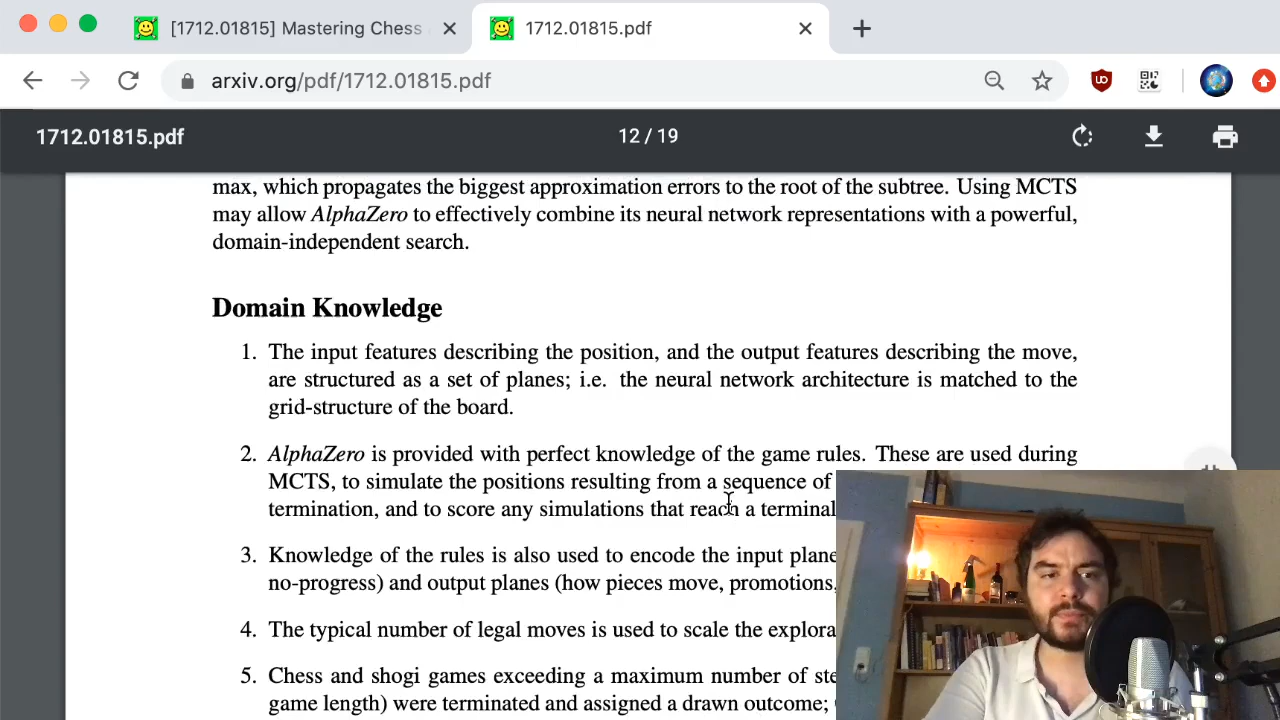 [1712.01815] Mastering Chess
1712.01815.pdf
arxiv.org/pdf/1712.01815.pdf
1712.01815.pdf
12 / 19
max, which propagates the biggest approximation errors to the root of the subtree. Using MCTS
may allow AlphaZero to effectively combine its neural network representations with a powerful,
domain-independent search.
Domain Knowledge
1. The input features describing the position, and the output features describing the move,
are structured as a set of planes; i.e. the neural network architecture is matched to the
grid-structure of the board.
2. AlphaZero is provided with perfect knowledge of the game rules. These are used during
MCTS, to simulate the positions resulting from a sequence of
termination, and to score any simulations that reach a terminal
3. Knowledge of the rules is also used to encode the input plane
no-progress) and output planes (how pieces move, promotions,
4. The typical number of legal moves is used to scale the explora
5. Chess and shogi games exceeding a maximum number of ste
game length) were terminated and assigned a drawn outcome;